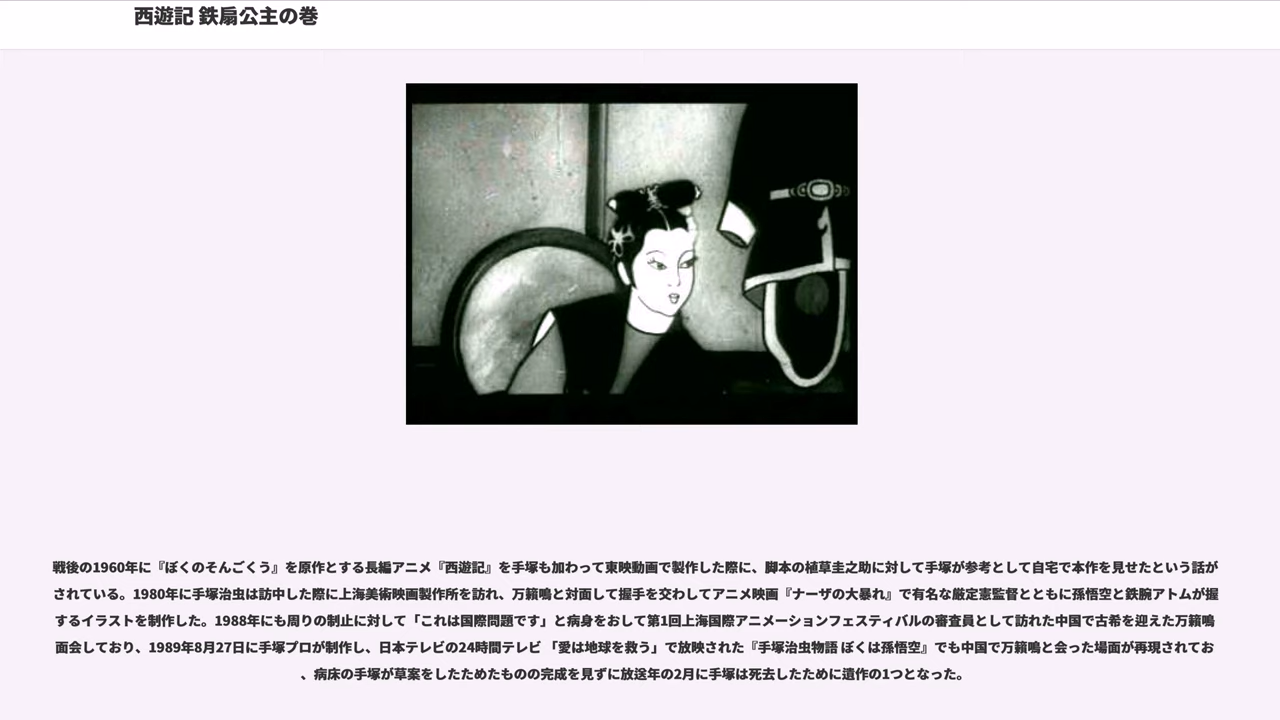 西遊記 鉄扇公主の巻
戦後の1960年に『ぼくのそんごくう』を原作とする長編アニメ『西遊記』を手塚も加わって東映動画で製作した際に、脚本の植草圭之助に対して手塚が参考として自宅で本作を見せたという話が
されている。1980年に手塚治虫は訪中した際に上海美術映画製作所を訪れ、万籟鳴と対面して握手を交わしてアニメ映画『ナーザの大暴れ』で有名な厳定憲監督とともに孫悟空と鉄腕アトムが握
するイラストを制作した。1988年にも周りの制止に対して「これは国際問題です」と病身をおして第1回上海国際アニメーションフェスティバルの審査員として訪れた中国で古希を迎えた万籟鳴
面会しており、1989年8月27日に手塚プロが制作し、日本テレビの24時間テレビ 「愛は地球を救う」で放映された『手塚治虫物語 ぼくは孫悟空』でも中国で万籟鳴と会った場面が再現されてお
、病床の手塚が草案をしたためたものの完成を見ずに放送年の2月に手塚は死去したために遺作の1つとなった。